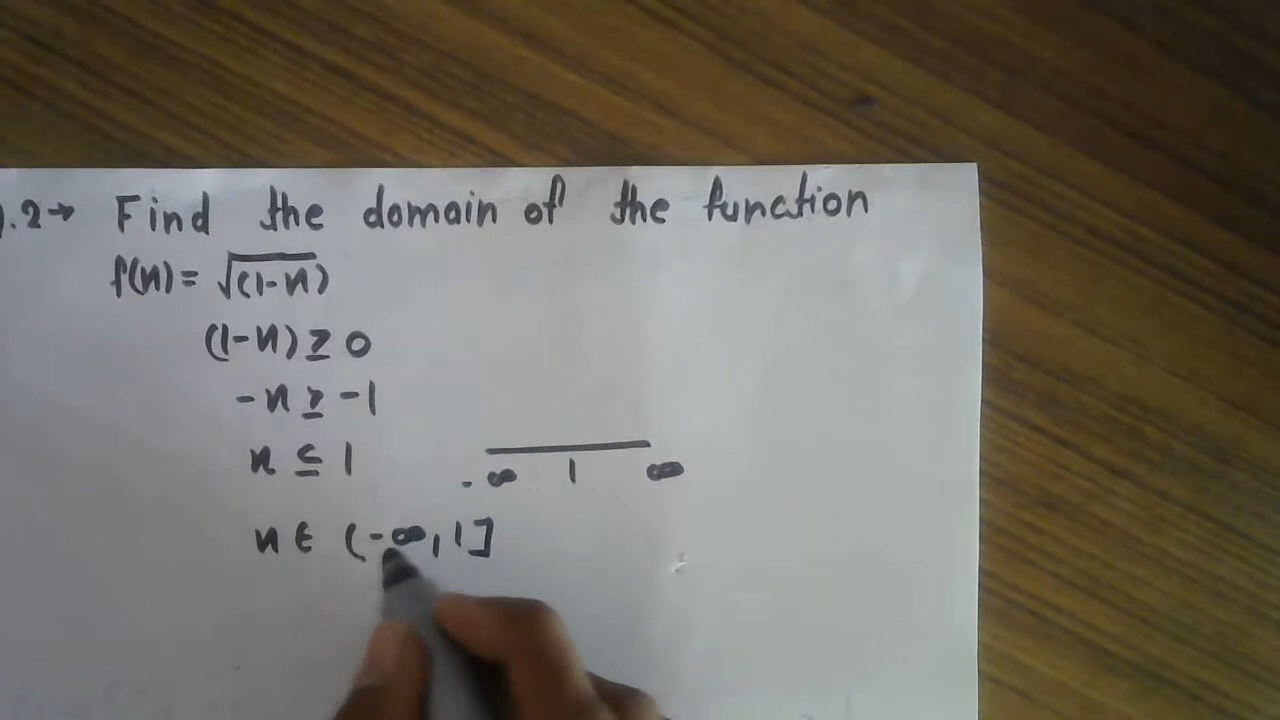 .2→ Find the domain of the function
f(x)= √(1-x)
(1-x) ≥ 0
-x ≥ -1
x ≤ 1
-∞ 1 ∞
x ∈ (-∞, 1]